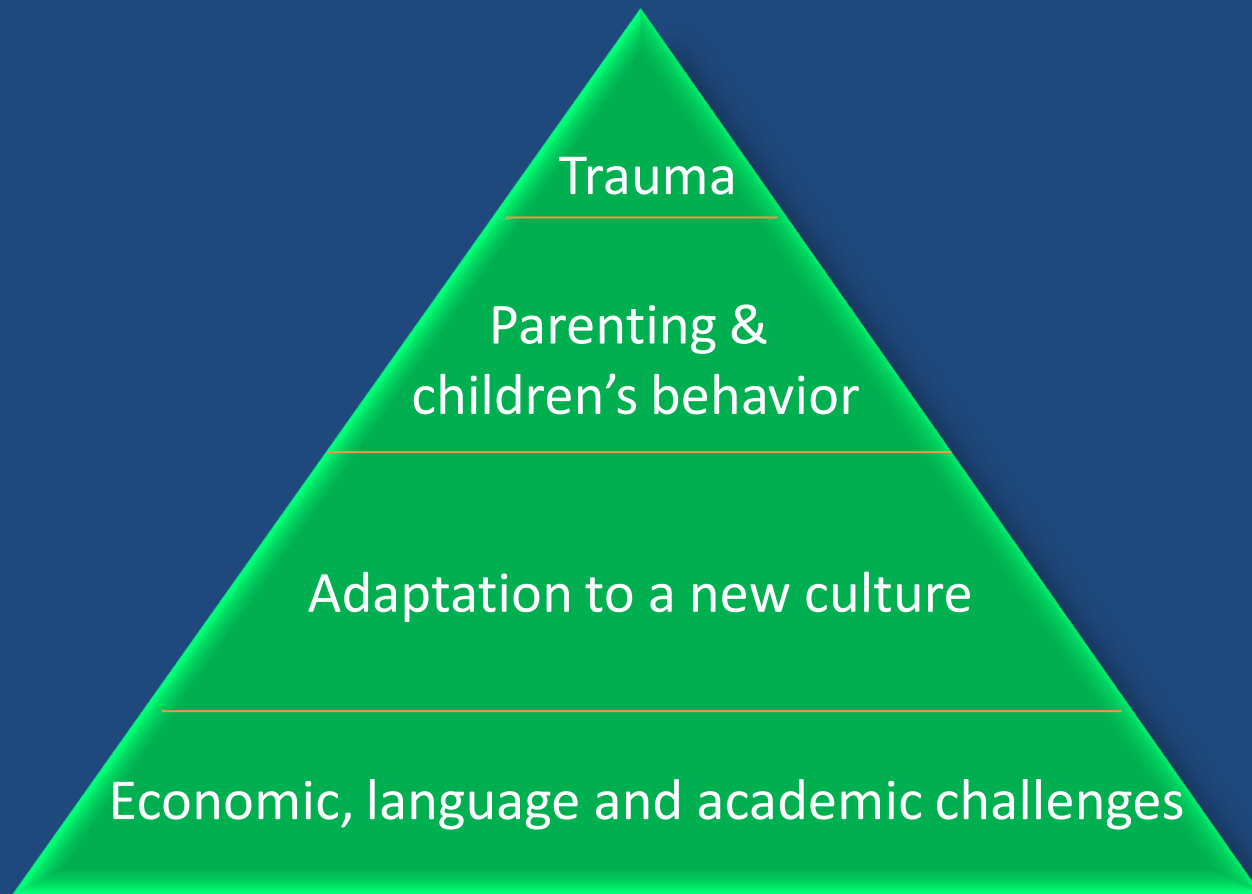 Trauma
Parenting &
children’s behavior
Adaptation to a new culture
Economic, language and academic challenges